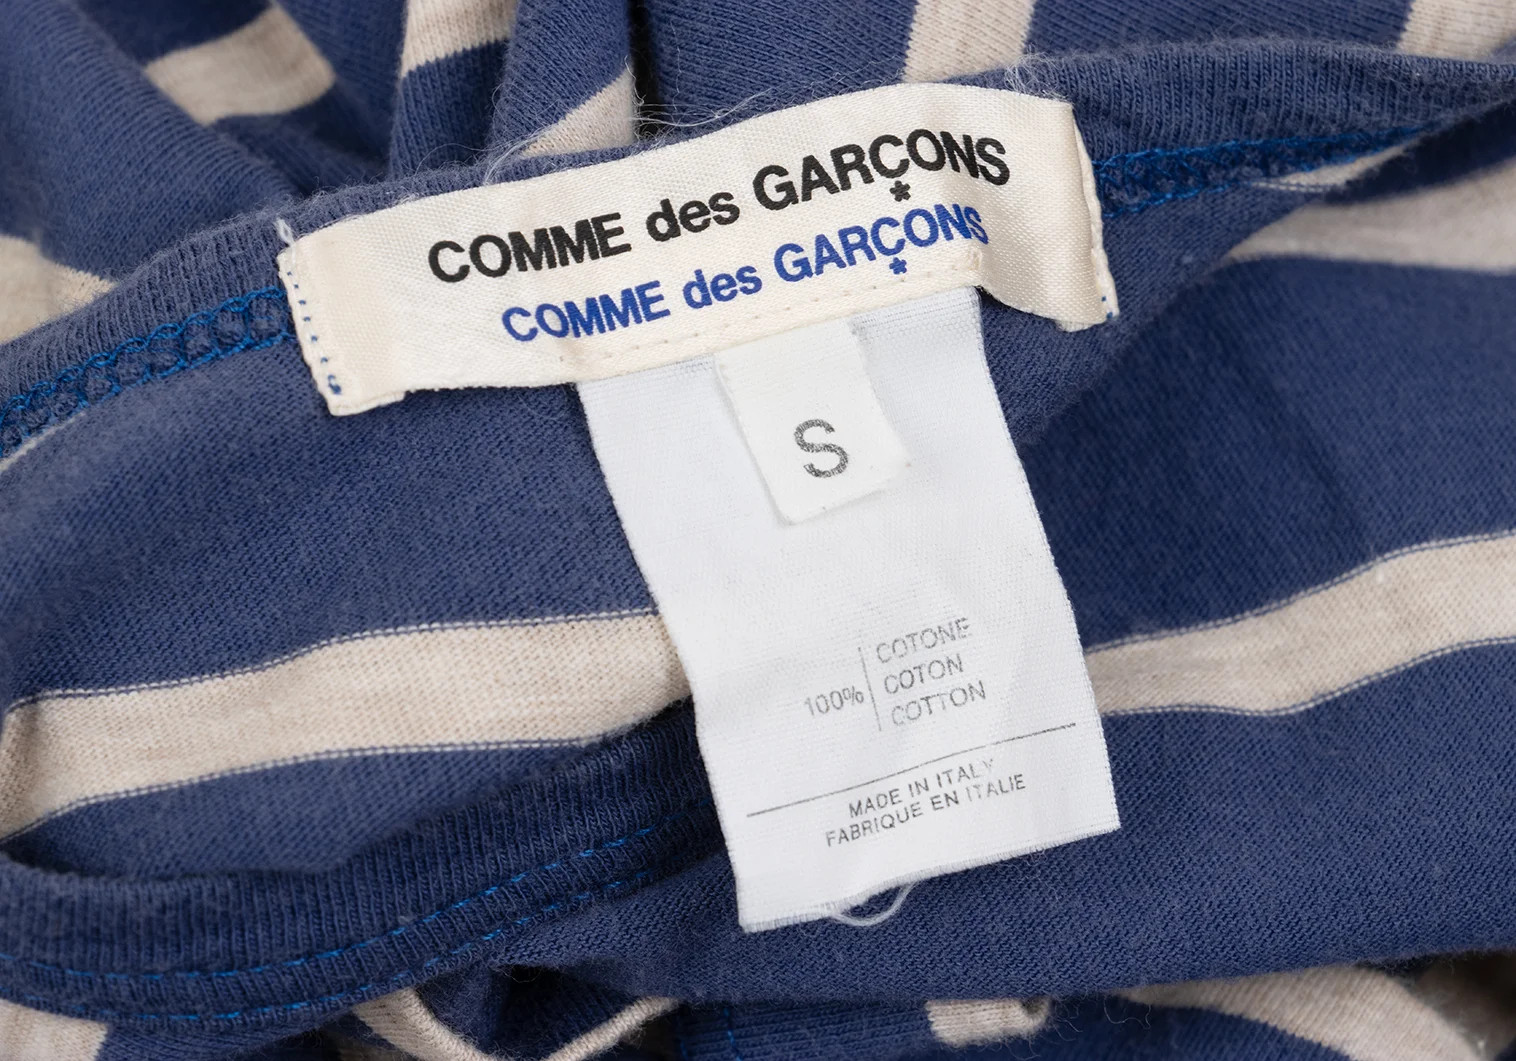 COMME des GARÇONS
COMME des GARÇONS
S
100% COTONE
COTON
COTTON
MADE IN ITALY
FABRIQUE EN ITALIE